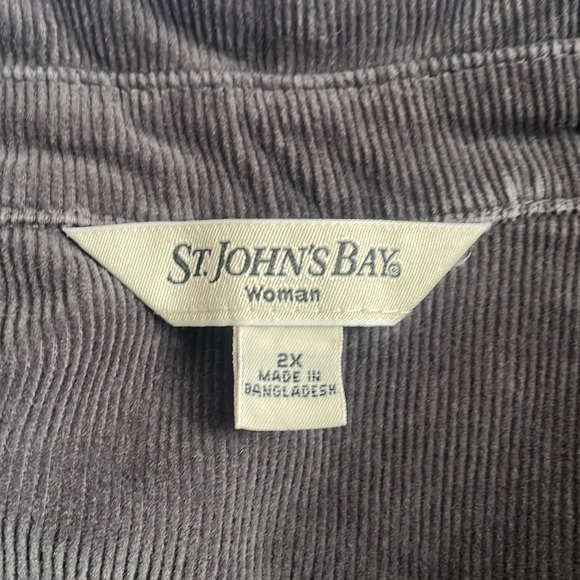 ST. JOHN'S BAY®
Woman
2X
MADE IN
BANGLADESH